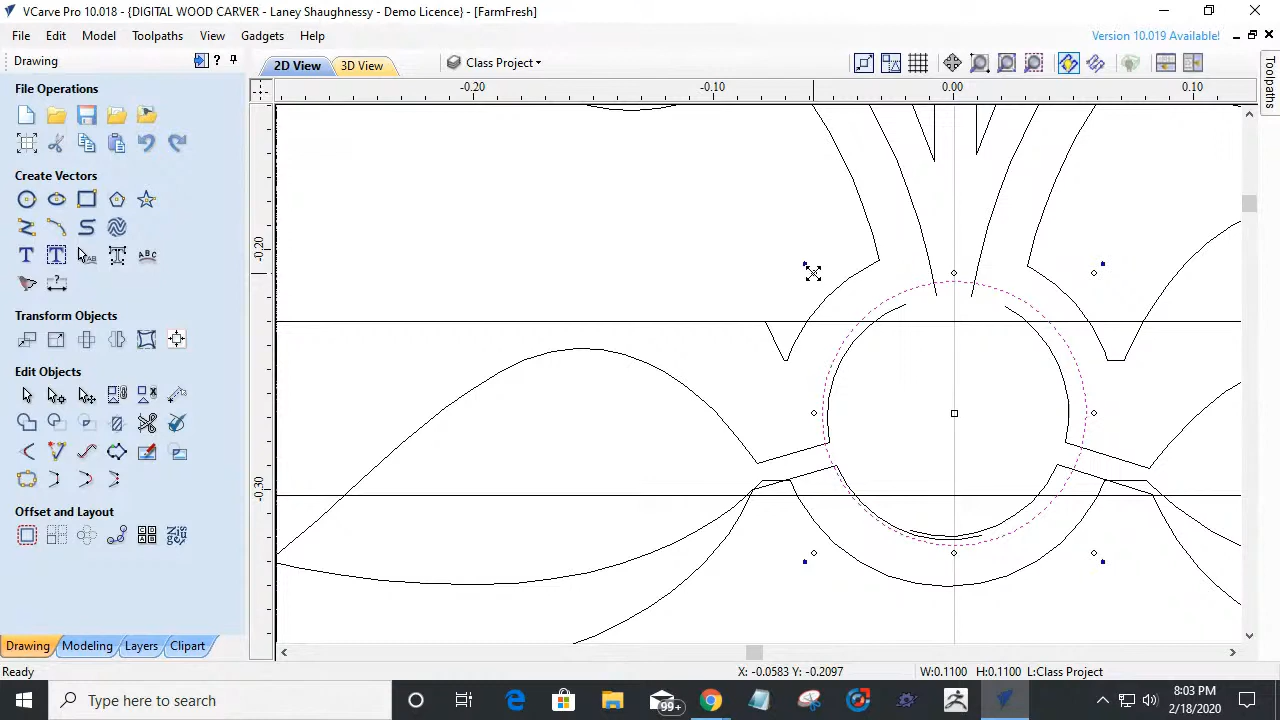 VCarve Pro 10.018 - {DIGITAL WOOD CARVER - Laney Shaughnessy - Demo Licence} - [FarmFresh]
File Edit Model Toolpaths View Gadgets Help Version 10.019 Available!
Drawing ? 2D View 3D View Class Project
File Operations
-0.20 -0.10 0.00 0.10
Toolpaths
Create Vectors
-0.20
ABC
Transform Objects
Edit Objects
-0.30
Offset and Layout
Drawing Modeling Layers Clipart
Ready X: -0.0583 Y: -0.2097 W:0.1100 H:0.1100 L:Class Project
Type here to search 99+ 8:03 PM
2/18/2020